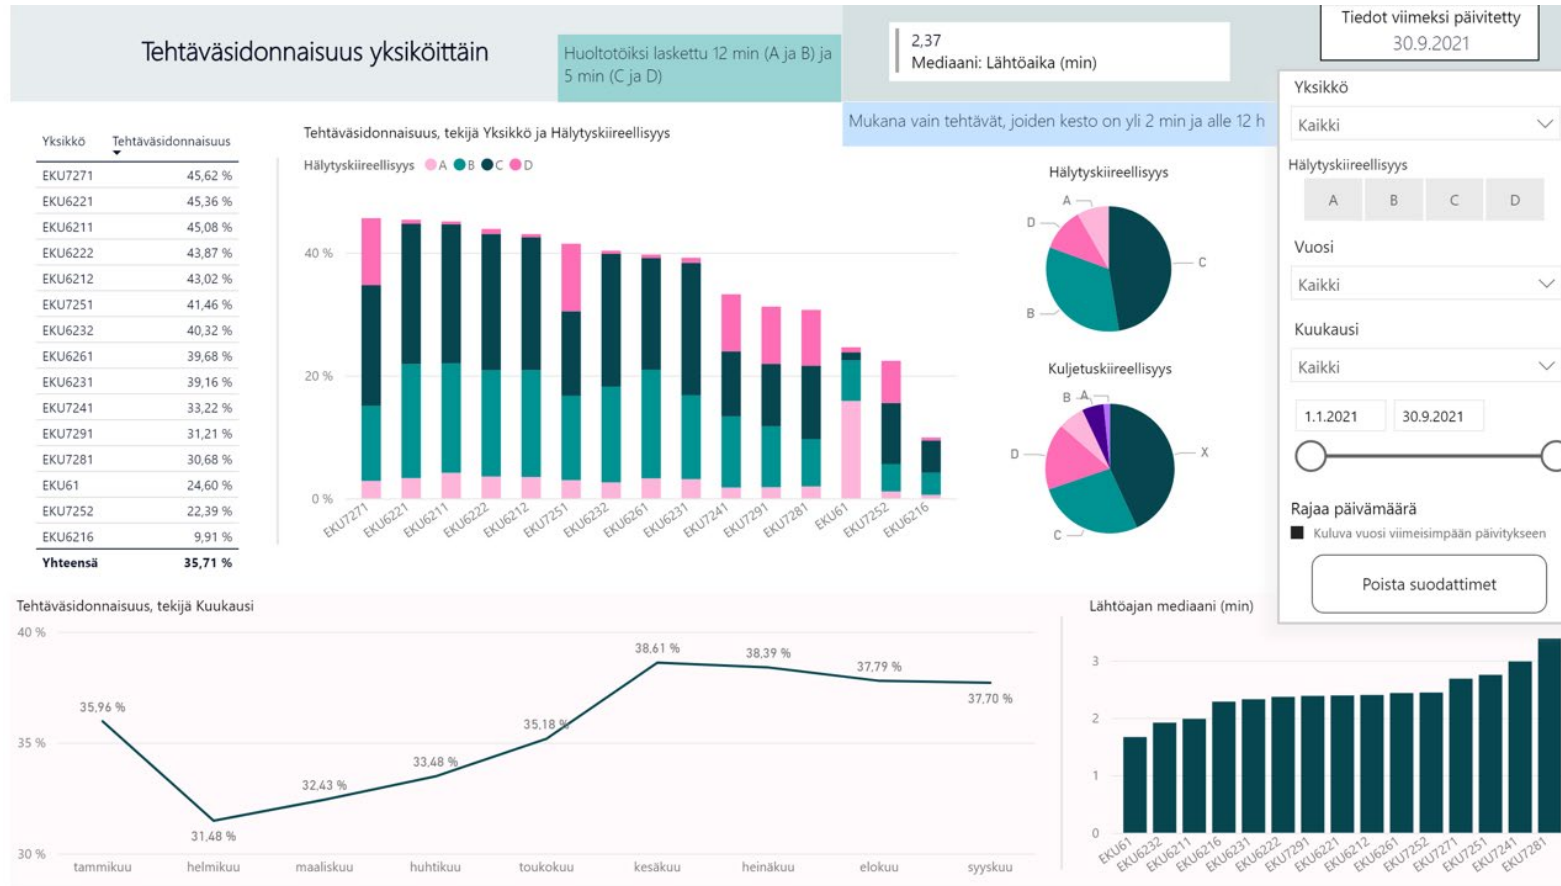 Tehtäväsidonnaisuus yksiköittäin
Huoltotöiksi laskettu 12 min (A ja B) ja
5 min (C ja D)
2,37
Mediaani: Lähtöaika (min)
Tiedot viimeksi päivitetty
30.9.2021
Mukana vain tehtävät, joiden kesto on yli 2 min ja alle 12 h
Yksikkö Tehtäväsidonnaisuus
EKU7271 45,62 %
EKU6221 45,36 %
EKU6211 45,08 %
EKU6222 43,87 %
EKU6212 43,02 %
EKU7251 41,46 %
EKU6232 40,32 %
EKU6261 39,68 %
EKU6231 39,16 %
EKU7241 33,22 %
EKU7291 31,21 %
EKU7281 30,68 %
EKU61 24,60 %
EKU7252 22,39 %
EKU6216 9,91 %
Yhteensä 35,71 %
Tehtäväsidonnaisuus, tekijä Yksikkö ja Hälytyskiireellisyys
Hälytyskiireellisyys A B C D
40 %
20 %
0 %
EKU7271 EKU6221 EKU6211 EKU6222 EKU6212 EKU7251 EKU6232 EKU6261 EKU6231 EKU7241 EKU7291 EKU7281 EKU61 EKU7252 EKU6216
Hälytyskiireellisyys
A
D
C
B
Kuljetuskiireellisyys
B A
D
X
C
Yksikkö
Kaikki
Hälytyskiireellisyys
A B C D
Vuosi
Kaikki
Kuukausi
Kaikki
1.1.2021 30.9.2021
Rajaa päivämäärä
Kuluva vuosi viimeisimpään päivitykseen
Poista suodattimet
Tehtäväsidonnaisuus, tekijä Kuukausi
40 %
35 %
30 %
35,96 %
31,48 %
32,43 %
33,48 %
35,18 %
38,61 %
38,39 %
37,79 %
37,70 %
tammikuu helmikuu maaliskuu huhtikuu toukokuu kesäkuu heinäkuu elokuu syyskuu
Lähtöajan mediaani (min)
3
2
1
0
EKU61 EKU6232 EKU6211 EKU6216 EKU6231 EKU6222 EKU7291 EKU6221 EKU6212 EKU6261 EKU7252 EKU7271 EKU7251 EKU7241 EKU7281